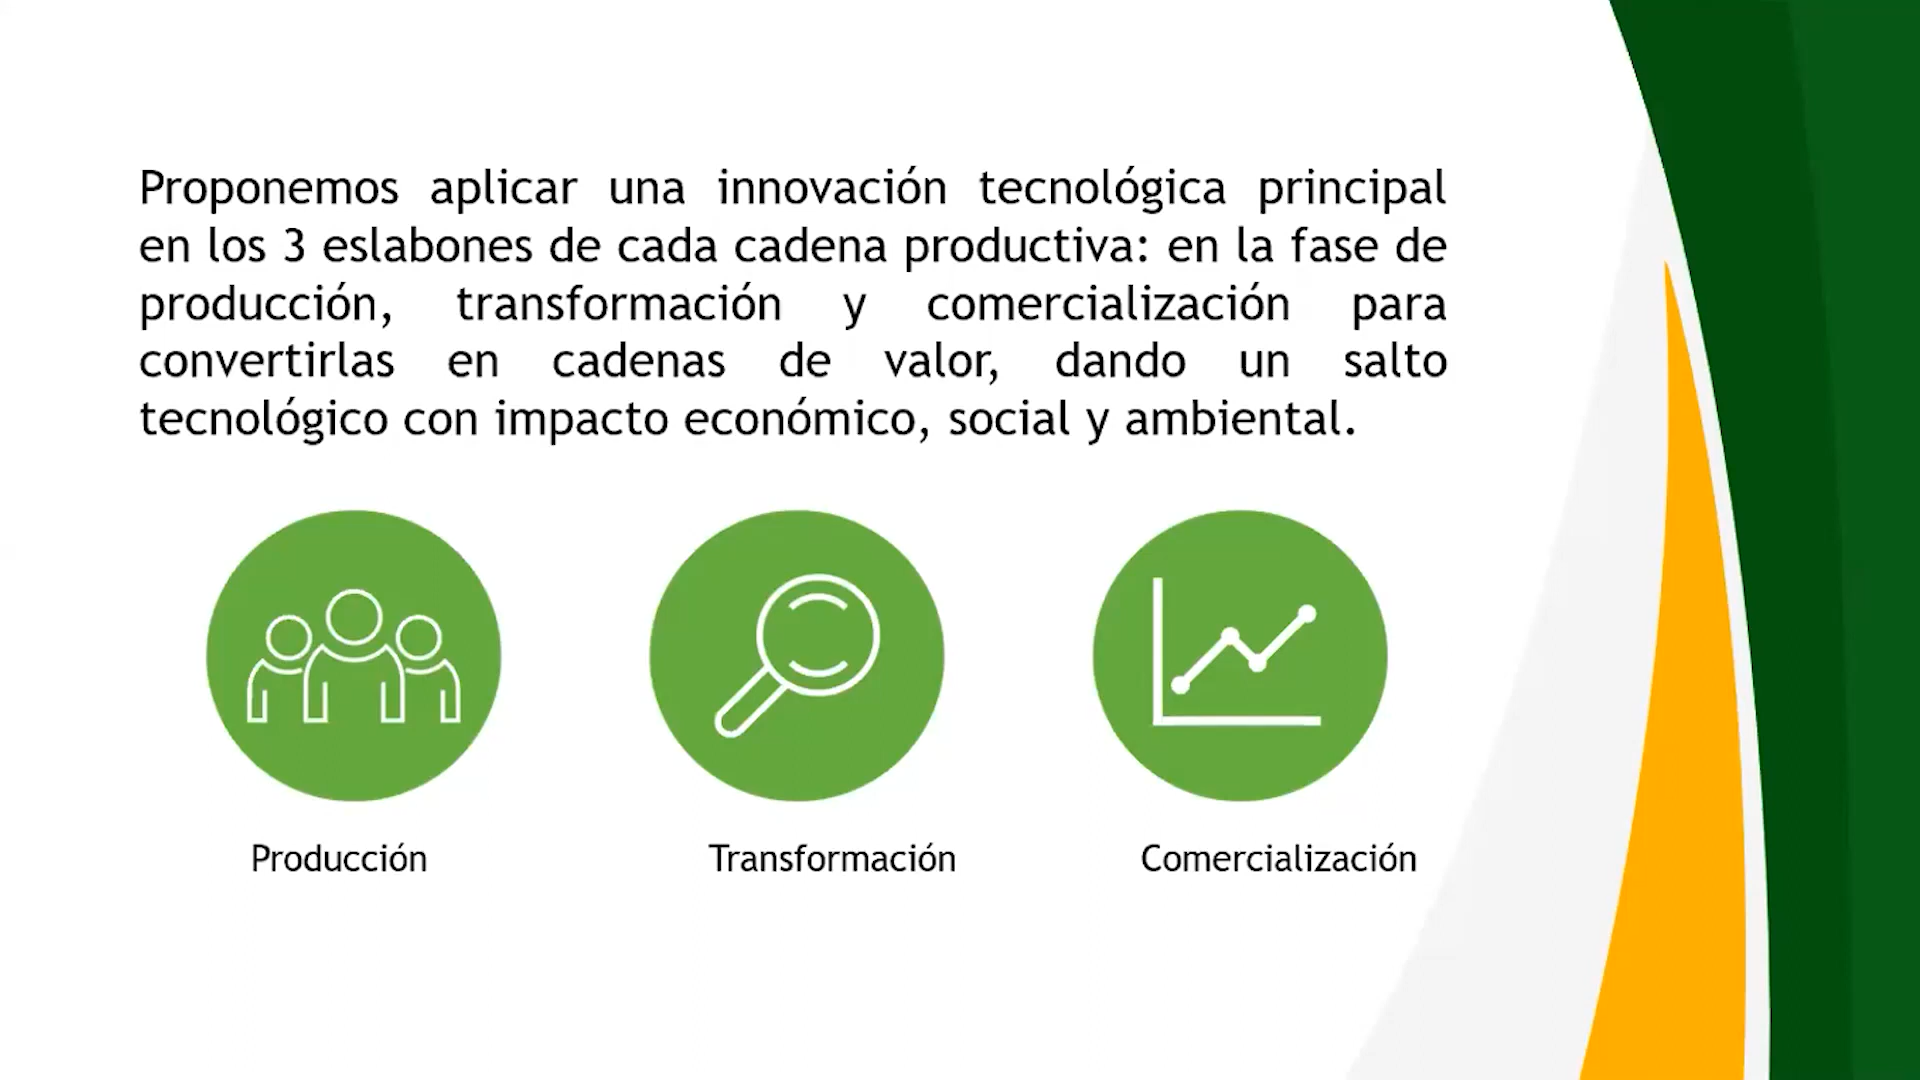 Proponemos aplicar una innovación tecnológica principal
en los 3 eslabones de cada cadena productiva: en la fase de
producción, transformación y comercialización para
convertirlas en cadenas de valor, dando un salto
tecnológico con impacto económico, social y ambiental.
Producción
Transformación
Comercialización